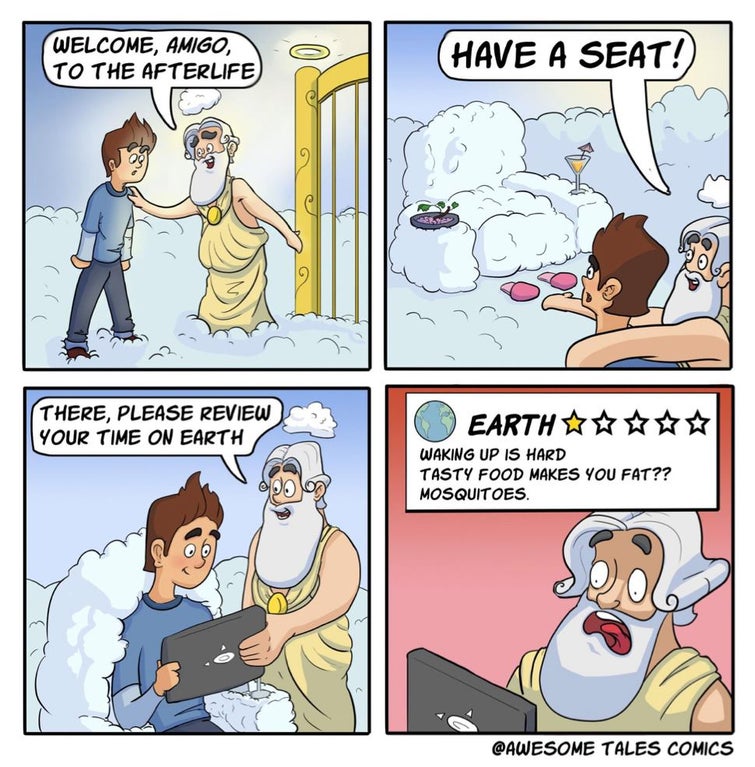 WELCOME, AMIGO,
TO THE AFTERLIFE
HAVE A SEAT!
THERE, PLEASE REVIEW
YOUR TIME ON EARTH
EARTH
WAKING UP IS HARD
TASTY FOOD MAKES YOU FAT??
MOSQUITOES.
@AWESOME TALES COMICS